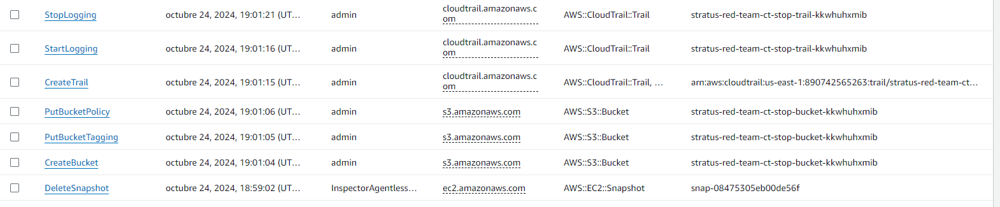 StopLogging octubre 24, 2024, 19:01:21 (UT… admin cloudtrail.amazonaws.c
om AWS::CloudTrail::Trail stratus-red-team-ct-stop-trail-kkwhuhxmib
StartLogging octubre 24, 2024, 19:01:16 (UT… admin cloudtrail.amazonaws.c
om AWS::CloudTrail::Trail stratus-red-team-ct-stop-trail-kkwhuhxmib
CreateTrail octubre 24, 2024, 19:01:15 (UT… admin cloudtrail.amazonaws.c
om AWS::CloudTrail::Trail, … arn:aws:cloudtrail:us-east-1:890742565263:trail/stratus-red-team-ct…
PutBucketPolicy octubre 24, 2024, 19:01:06 (UT… admin s3.amazonaws.com AWS::S3::Bucket stratus-red-team-ct-stop-bucket-kkwhuhxmib
PutBucketTagging octubre 24, 2024, 19:01:05 (UT… admin s3.amazonaws.com AWS::S3::Bucket stratus-red-team-ct-stop-bucket-kkwhuhxmib
CreateBucket octubre 24, 2024, 19:01:04 (UT… admin s3.amazonaws.com AWS::S3::Bucket stratus-red-team-ct-stop-bucket-kkwhuhxmib
DeleteSnapshot octubre 24, 2024, 18:59:02 (UT… InspectorAgentless… ec2.amazonaws.com AWS::EC2::Snapshot snap-08475305eb00de56f